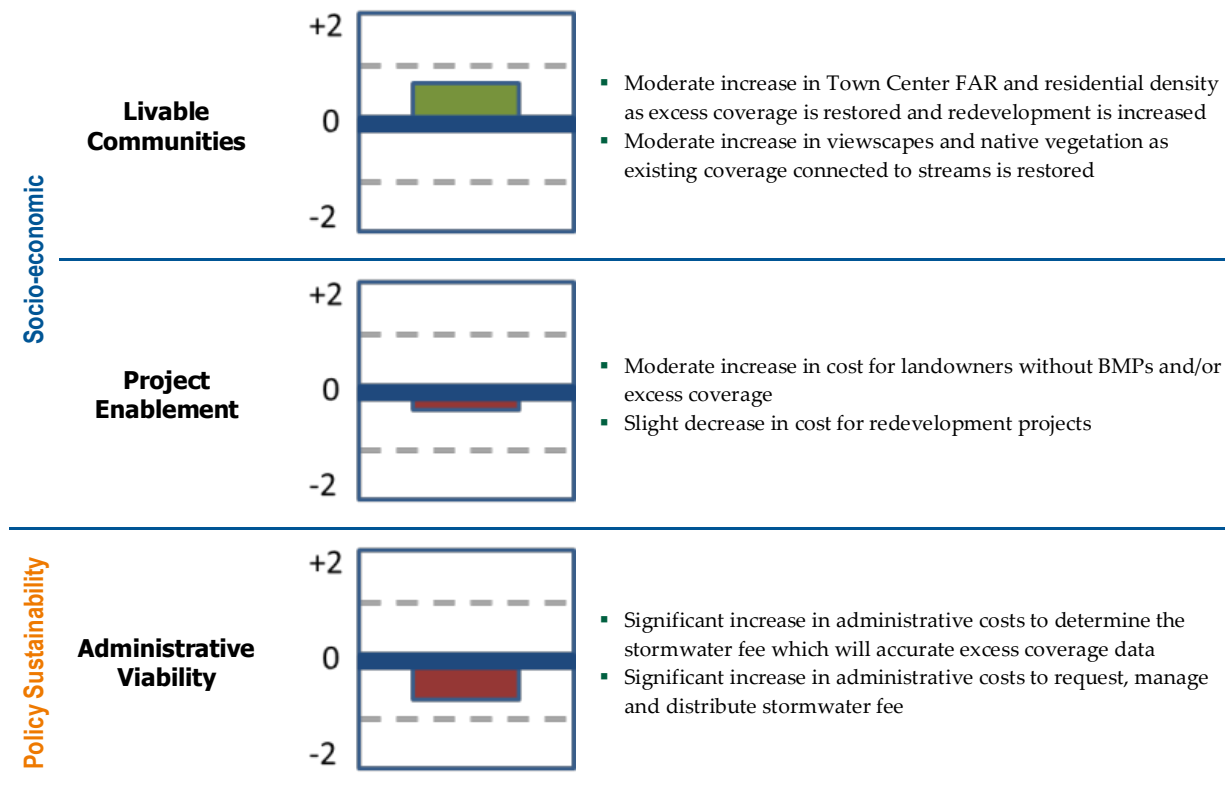 Socio-economic
Livable
Communities
+2
0
-2
▪ Moderate increase in Town Center FAR and residential density
as excess coverage is restored and redevelopment is increased
▪ Moderate increase in viewscapes and native vegetation as
existing coverage connected to streams is restored
Project
Enablement
+2
0
-2
▪ Moderate increase in cost for landowners without BMPs and/or
excess coverage
▪ Slight decrease in cost for redevelopment projects
Policy Sustainability
Administrative
Viability
+2
0
-2
▪ Significant increase in administrative costs to determine the
stormwater fee which will accurate excess coverage data
▪ Significant increase in administrative costs to request, manage
and distribute stormwater fee